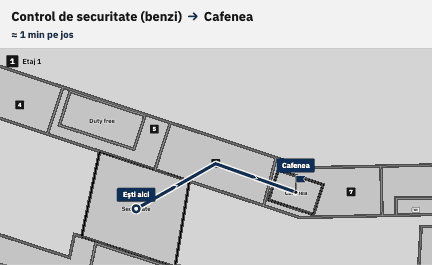 Control de securitate (benzi) → Cafenea
≈ 1 min pe jos
1 Etaj 1
4
Duty free
5
Cafenea
7
Ești aici